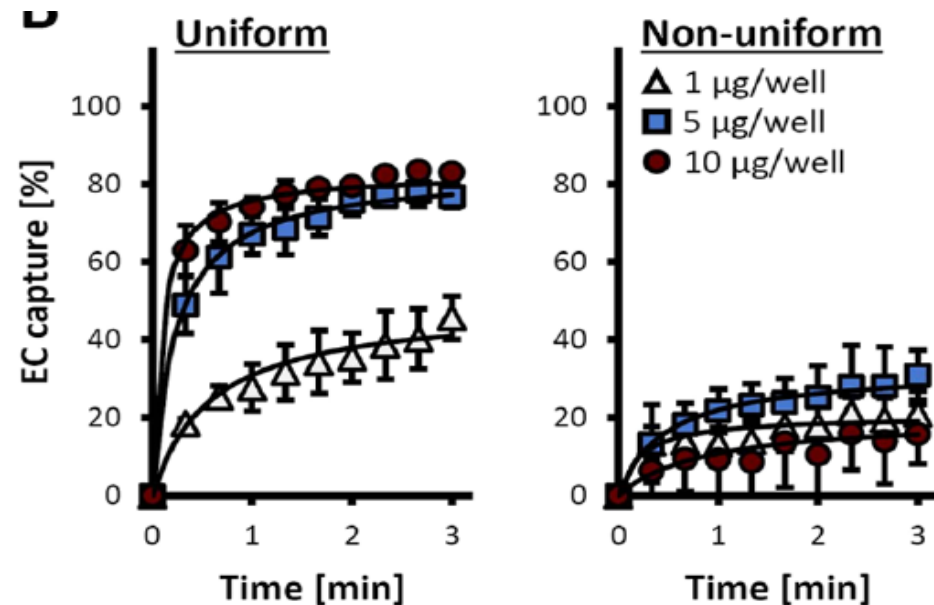 B
Uniform
Non-uniform
1 µg/well
5 µg/well
10 µg/well
EC capture [%]
100
80
60
40
20
0
0 1 2 3
Time [min]
100
80
60
40
20
0
0 1 2 3
Time [min]